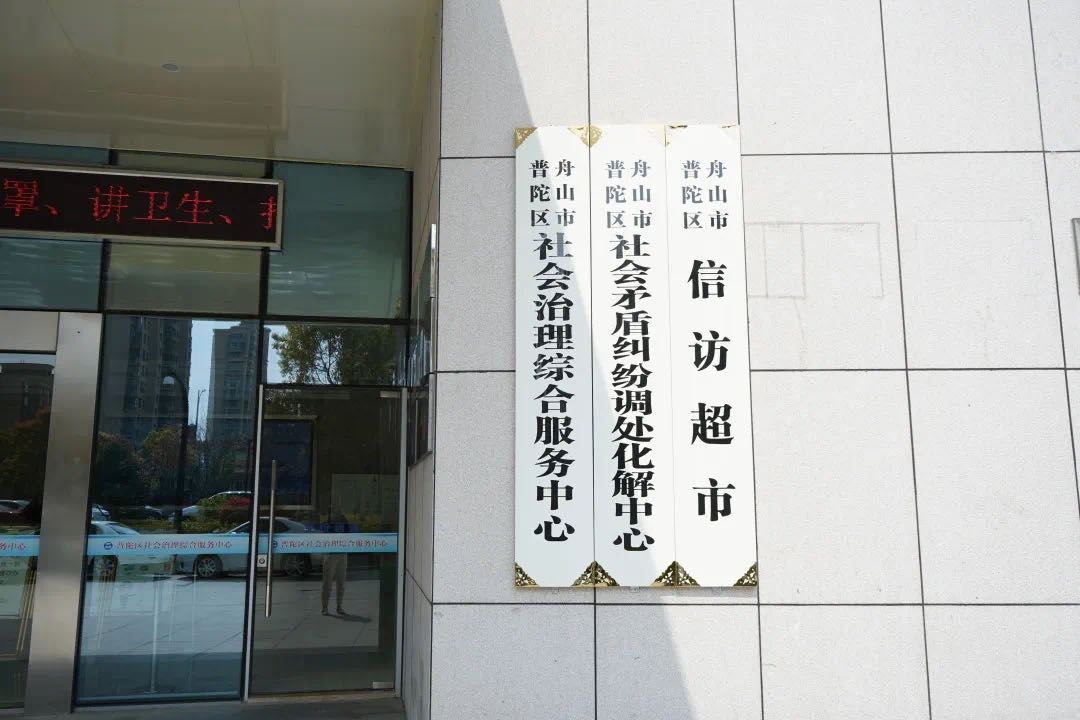 罩、讲卫生、
舟山市
普陀区
社会治理综合服务中心
舟山市
普陀区
社会矛盾纠纷调处化解中心
舟山市
普陀区
信访超市
务中心
普陀区社会治理综合服务中心
普陀区社会治理综合服务中心